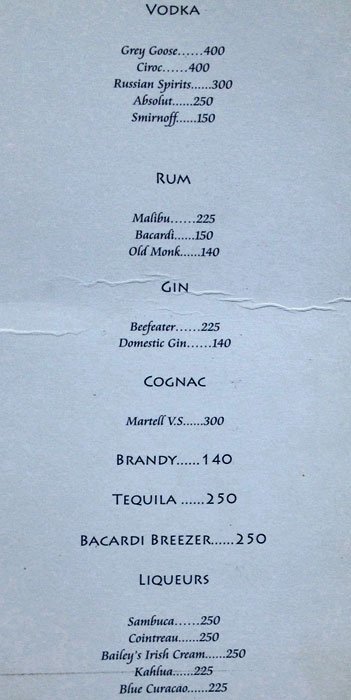 VODKA
Grey Goose......400
Ciroc......400
Russian Spirits......300
Absolut......250
Smirnoff......150
RUM
Malibu......225
Bacardi......150
Old Monk......140
GIN
Beefeater......225
Domestic Gin......140
COGNAC
Martell V.S......300
BRANDY......140
TEQUILA ......250
BACARDI BREEZER......250
LIQUEURS
Sambuca......250
Cointreau......250
Bailey's Irish Cream......250
Kahlua......225
Blue Curacao......225